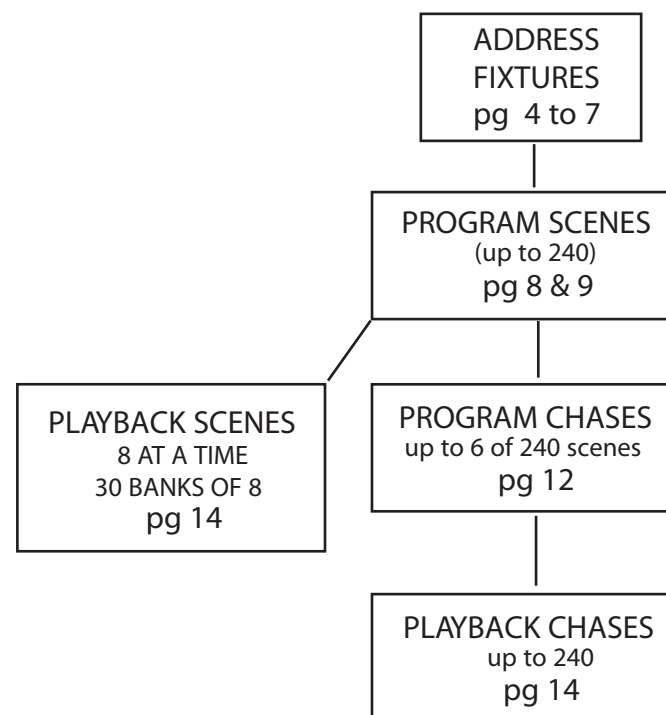 ADDRESS
FIXTURES
pg 4 to 7
PROGRAM SCENES
(up to 240)
pg 8 & 9
PLAYBACK SCENES
8 AT A TIME
30 BANKS OF 8
pg 14
PROGRAM CHASES
up to 6 of 240 scenes
pg 12
PLAYBACK CHASES
up to 240
pg 14